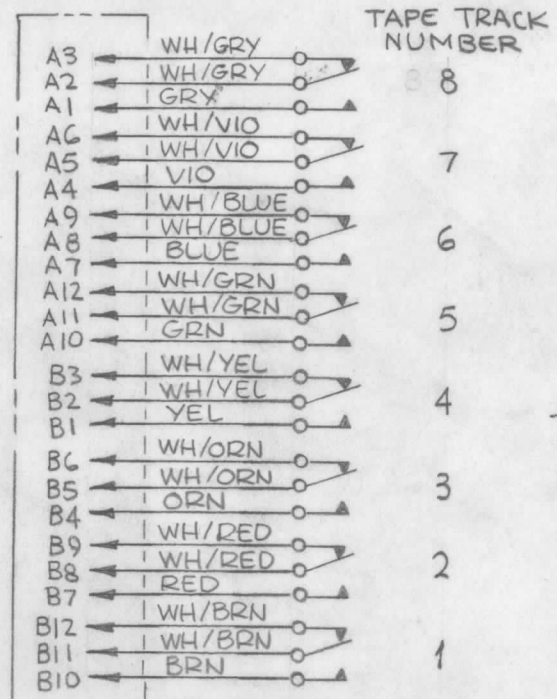 TAPE TRACK
NUMBER
A3 WH/GRY
A2 WH/GRY 8
A1 GRY
A6 WH/VIO
A5 WH/VIO 7
A4 VIO
A9 WH/BLUE
A8 WH/BLUE 6
A7 BLUE
A12 WH/GRN
A11 WH/GRN 5
A10 GRN
B3 WH/YEL
B2 WH/YEL 4
B1 YEL
B6 WH/ORN
B5 WH/ORN 3
B4 ORN
B9 WH/RED
B8 WH/RED 2
B7 RED
B12 WH/BRN
B11 WH/BRN 1
B10 BRN